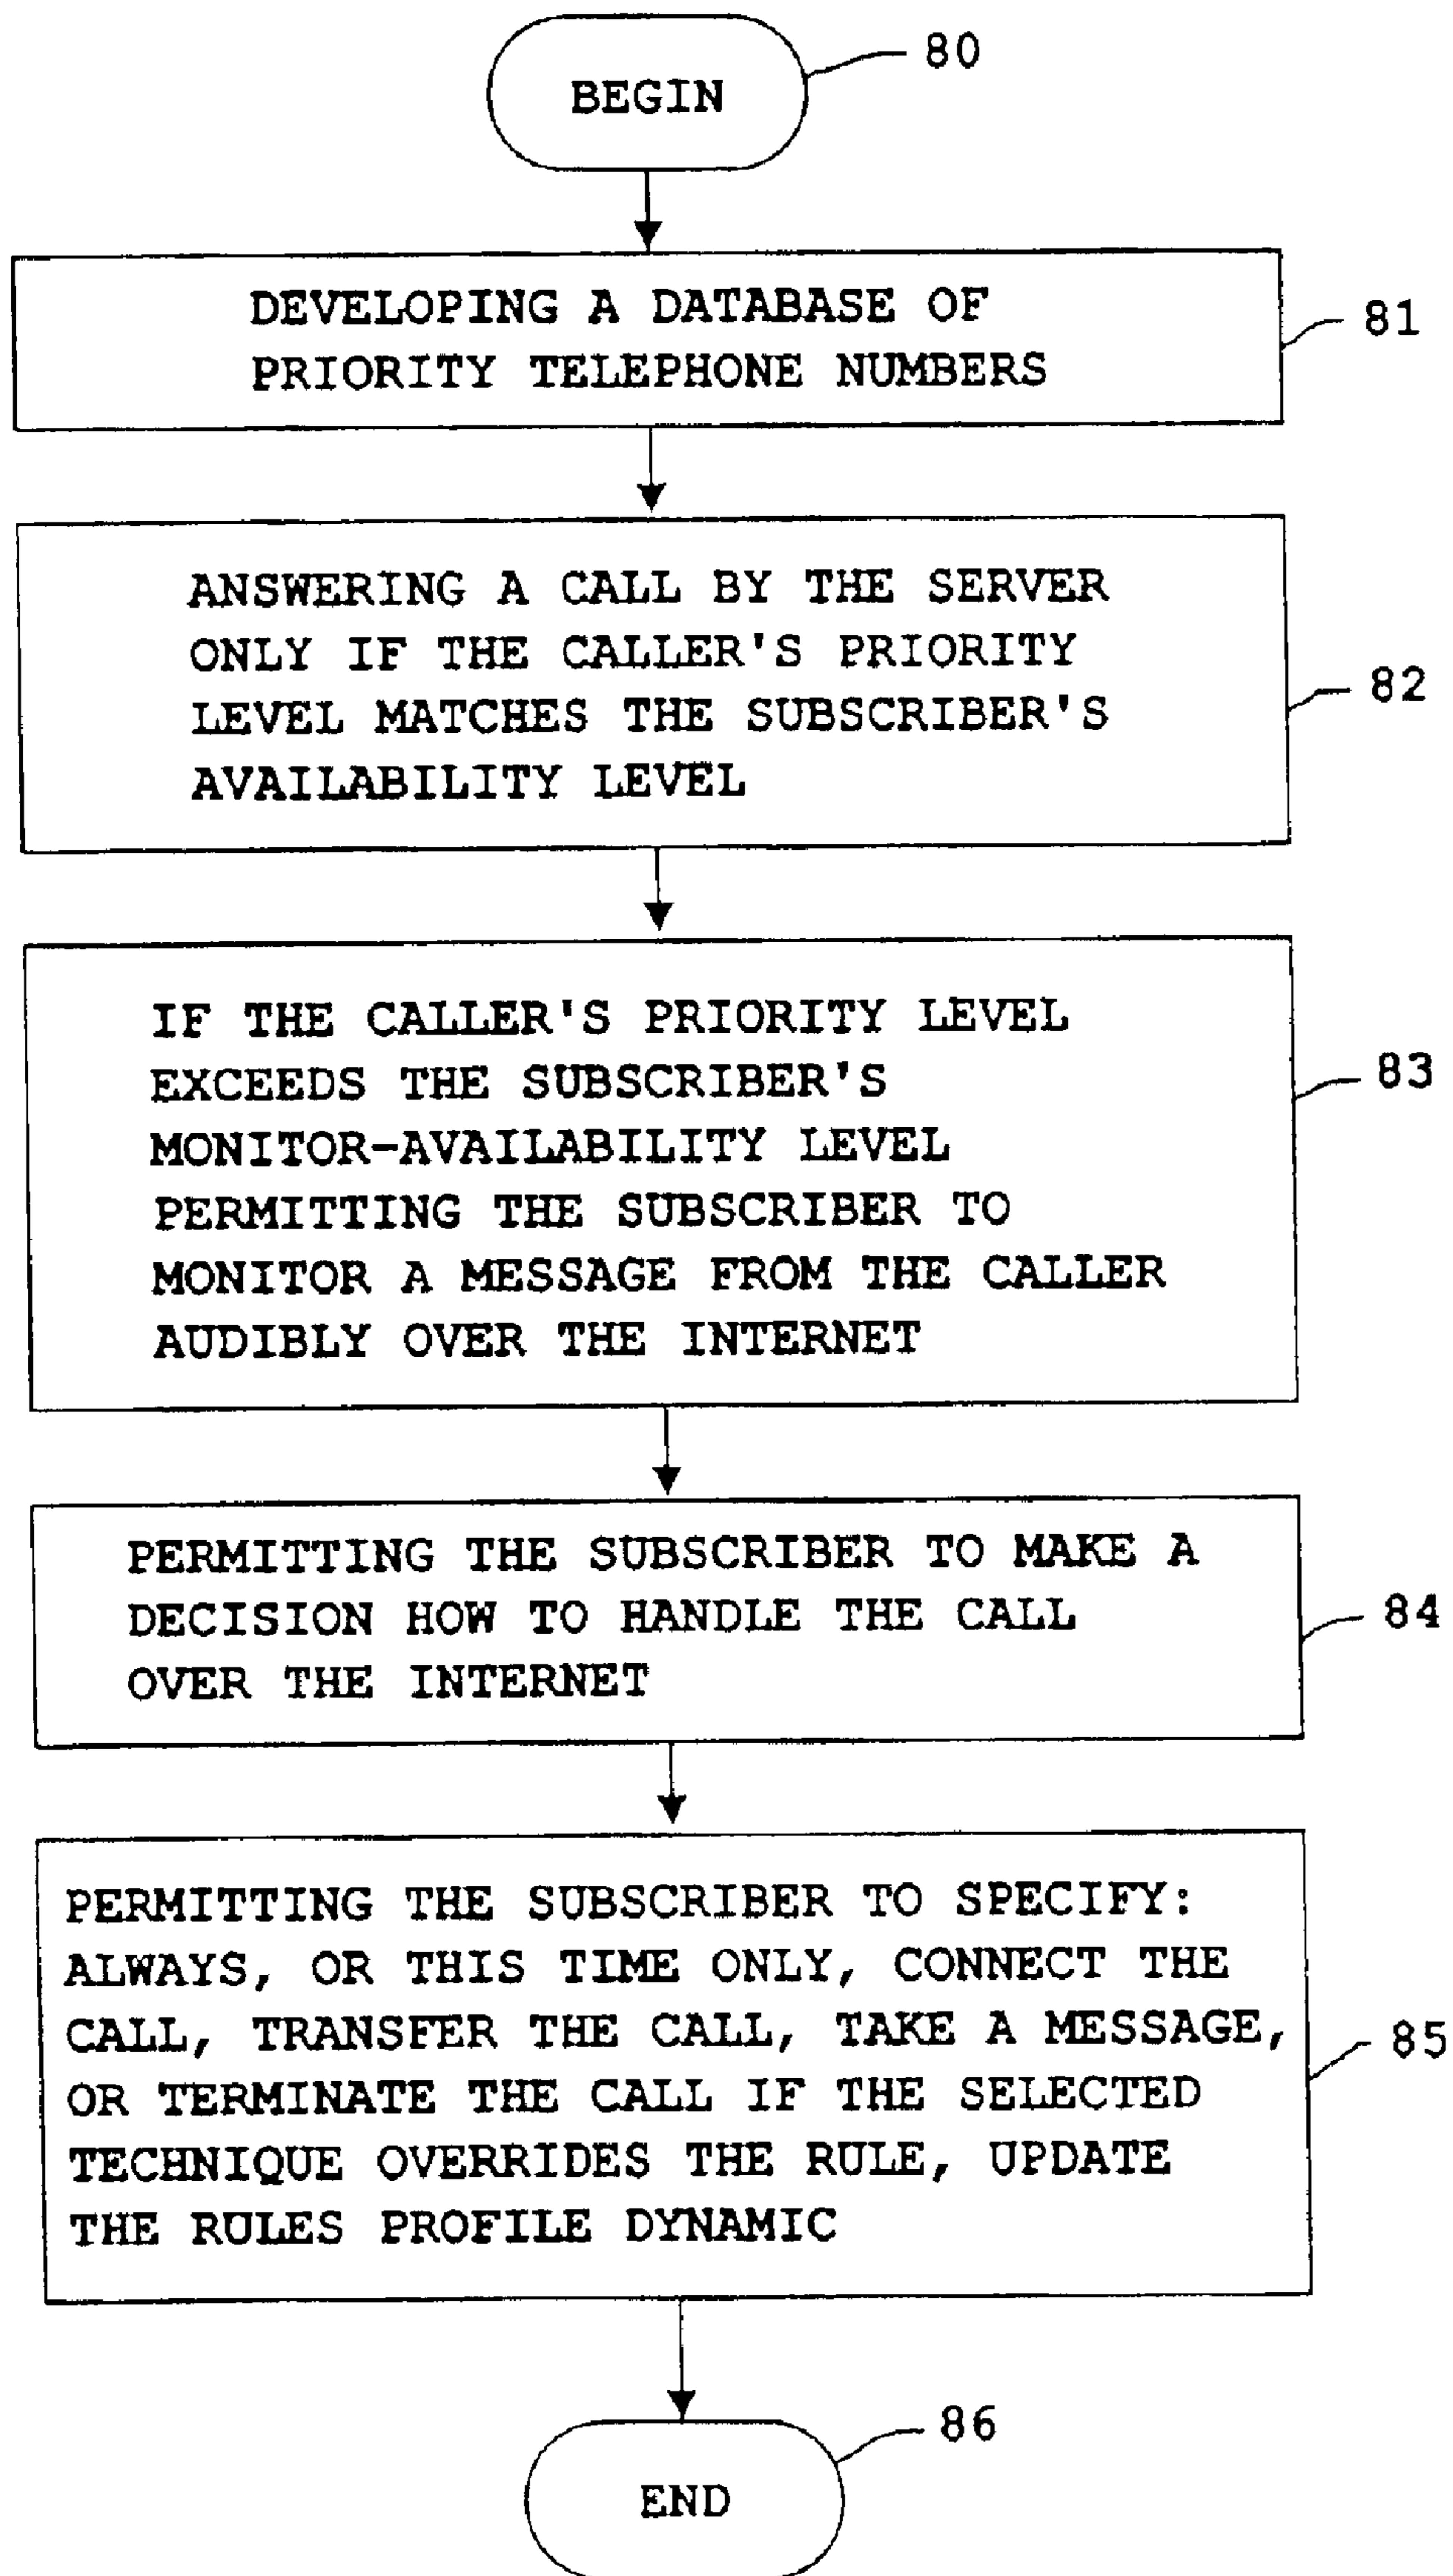 BEGIN
80
DEVELOPING A DATABASE OF
PRIORITY TELEPHONE NUMBERS
81
ANSWERING A CALL BY THE SERVER
ONLY IF THE CALLER'S PRIORITY
LEVEL MATCHES THE SUBSCRIBER'S
AVAILABILITY LEVEL
82
IF THE CALLER'S PRIORITY LEVEL
EXCEEDS THE SUBSCRIBER'S
MONITOR-AVAILABILITY LEVEL
PERMITTING THE SUBSCRIBER TO
MONITOR A MESSAGE FROM THE CALLER
AUDIBLY OVER THE INTERNET
83
PERMITTING THE SUBSCRIBER TO MAKE A
DECISION HOW TO HANDLE THE CALL
OVER THE INTERNET
84
PERMITTING THE SUBSCRIBER TO SPECIFY:
ALWAYS, OR THIS TIME ONLY, CONNECT THE
CALL, TRANSFER THE CALL, TAKE A MESSAGE,
OR TERMINATE THE CALL IF THE SELECTED
TECHNIQUE OVERRIDES THE RULE, UPDATE
THE RULES PROFILE DYNAMIC
85
END
86